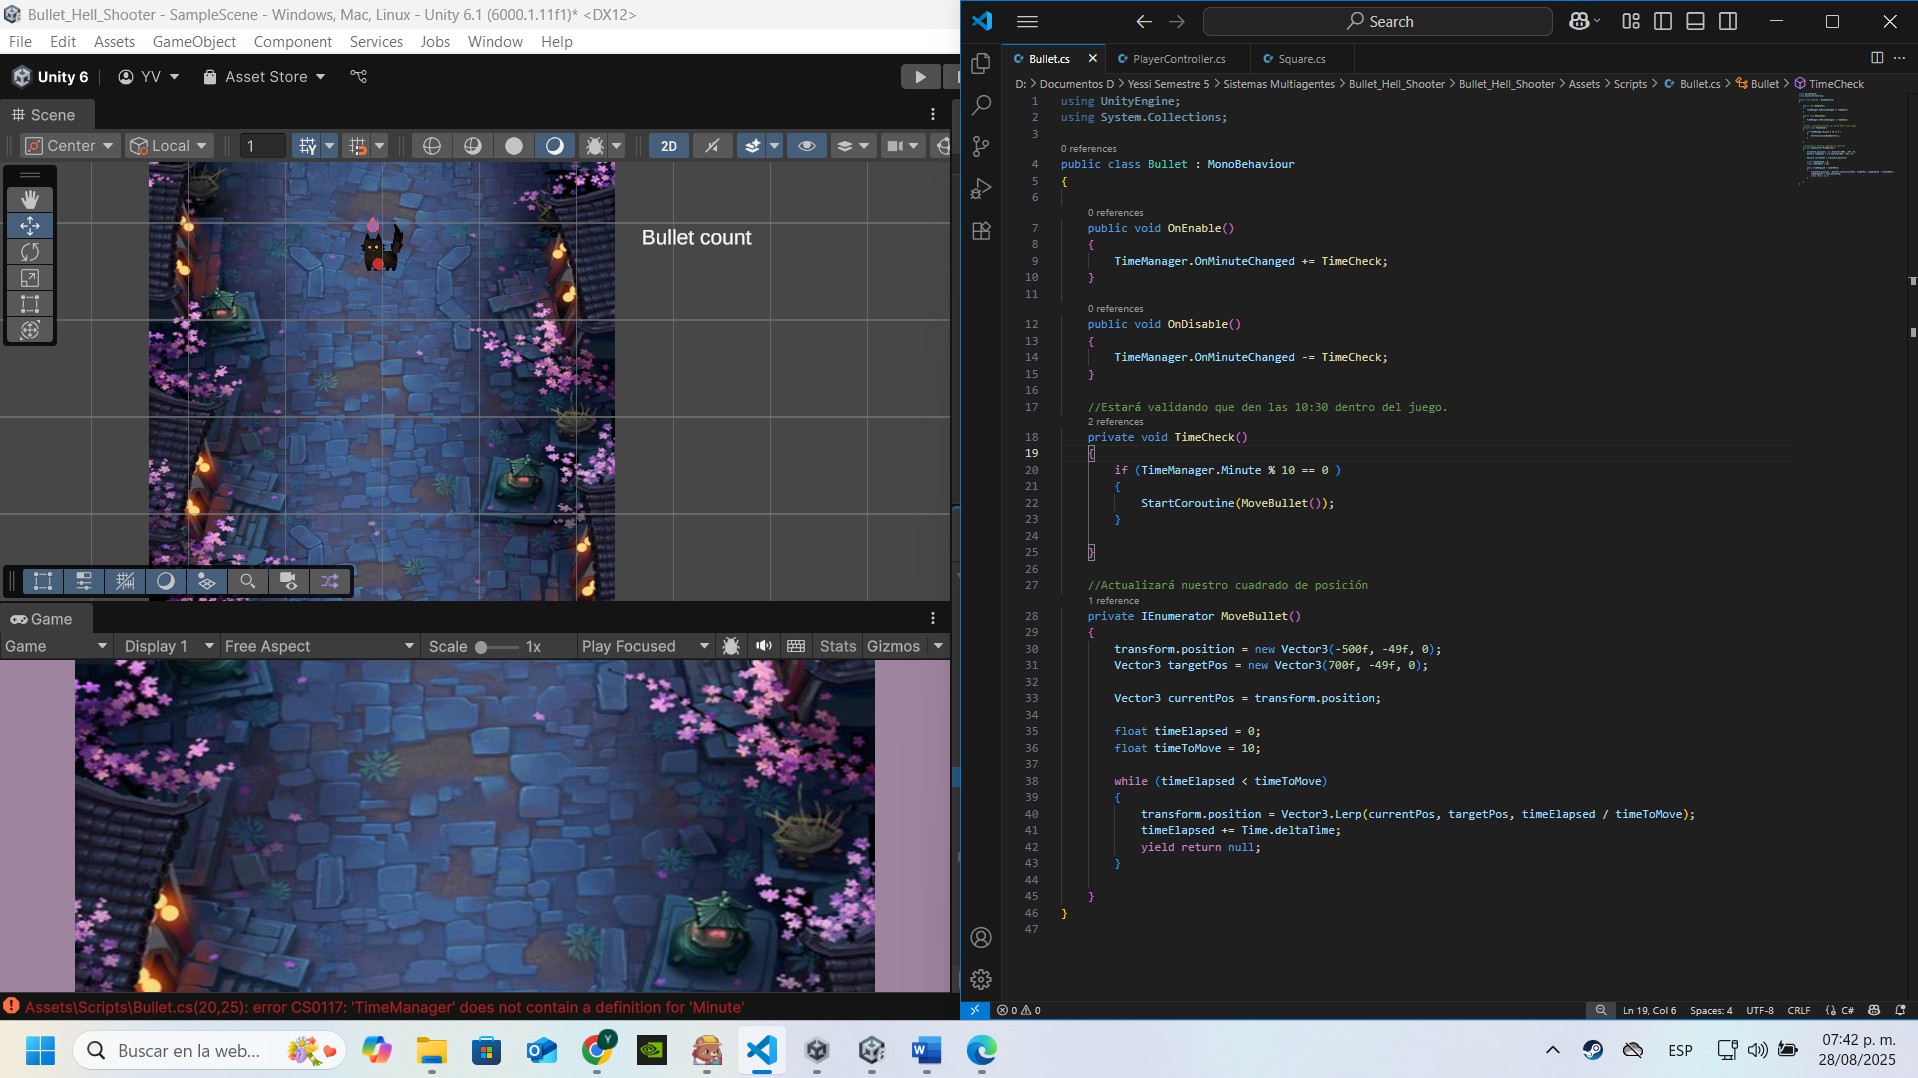 Bullet_Hell_Shooter - SampleScene - Windows, Mac, Linux - Unity 6.1 (6000.1.11f1)* <DX12>
File Edit Assets GameObject Component Services Jobs Window Help
Unity 6 YV Asset Store
Scene
Center Local 1 2D
Bullet count
Game
Game Display 1 Free Aspect Scale 1x Play Focused Stats Gizmos
Assets\Scripts\Bullet.cs(20,25): error CS0117: 'TimeManager' does not contain a definition for 'Minute'
Search
Bullet.cs PlayerController.cs Square.cs
D: > Documentos D > Yessi Semestre 5 > Sistemas Multiagentes > Bullet_Hell_Shooter > Bullet_Hell_Shooter > Assets > Scripts > Bullet.cs > Bullet > TimeCheck
1 using UnityEngine;
2 using System.Collections;
3
0 references
4 public class Bullet : MonoBehaviour
5 {
6
0 references
7 public void OnEnable()
8 {
9 TimeManager.OnMinuteChanged += TimeCheck;
10 }
11
0 references
12 public void OnDisable()
13 {
14 TimeManager.OnMinuteChanged -= TimeCheck;
15 }
16
17 //Estará validando que den las 10:30 dentro del juego.
2 references
18 private void TimeCheck()
19 {
20 if (TimeManager.Minute % 10 == 0 )
21 {
22 StartCoroutine(MoveBullet());
23 }
24
25 }
26
27 //Actualizará nuestro cuadrado de posición
1 reference
28 private IEnumerator MoveBullet()
29 {
30 transform.position = new Vector3(-500f, -49f, 0);
31 Vector3 targetPos = new Vector3(700f, -49f, 0);
32
33 Vector3 currentPos = transform.position;
34
35 float timeElapsed = 0;
36 float timeToMove = 10;
37
38 while (timeElapsed < timeToMove)
39 {
40 transform.position = Vector3.Lerp(currentPos, targetPos, timeElapsed / timeToMove);
41 timeElapsed += Time.deltaTime;
42 yield return null;
43 }
44
45 }
46 }
47
0 0 Ln 19, Col 6 Spaces: 4 UTF-8 CRLF {} C#
Buscar en la web... Y ESP 07:42 p. m.
28/08/2025